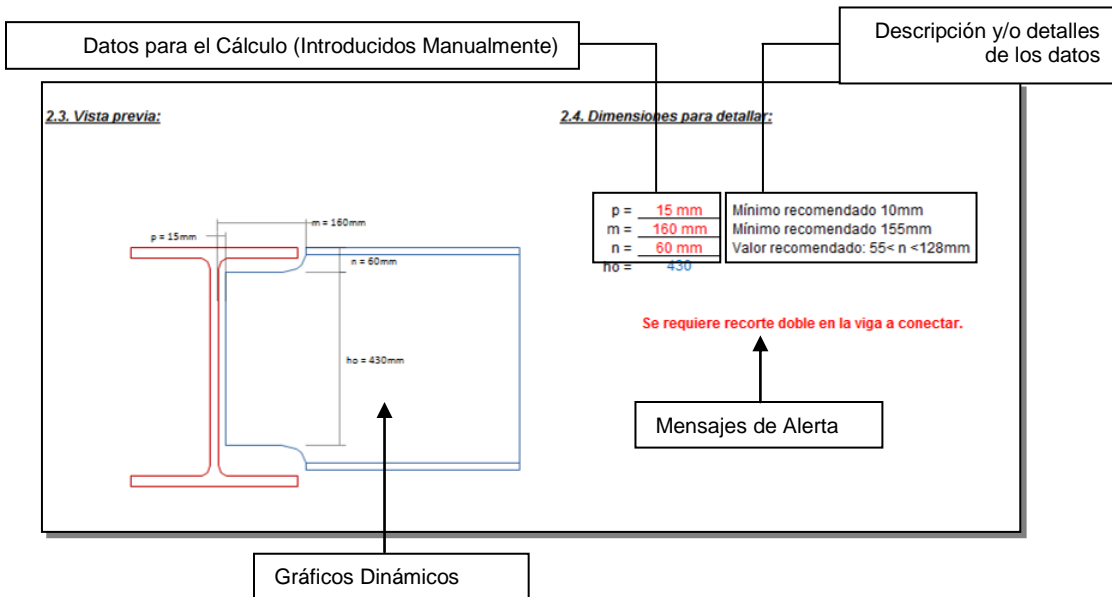 Datos para el Cálculo (Introducidos Manualmente)
Descripción y/o detalles
de los datos
2.3. Vista previa:
2.4. Dimensiones para detallar:
m = 160mm
p = 15mm
n = 60mm
ho = 430mm
p = 15 mm Mínimo recomendado 10mm
m = 160 mm Mínimo recomendado 155mm
n = 60 mm Valor recomendado: 55< n <128mm
ho = 430
Se requiere recorte doble en la viga a conectar.
Mensajes de Alerta
Gráficos Dinámicos